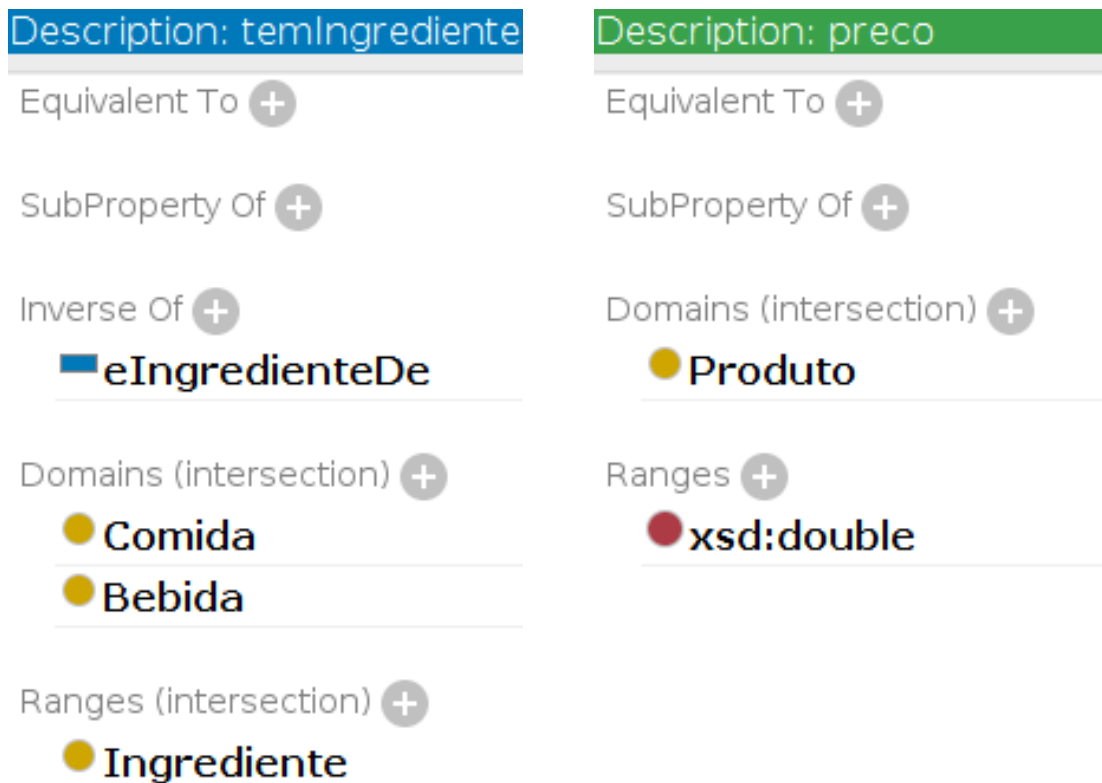 Description: temIngrediente
Equivalent To
SubProperty Of
Inverse Of
eIngredienteDe
Domains (intersection)
Comida
Bebida
Ranges (intersection)
Ingrediente
Description: preco
Equivalent To
SubProperty Of
Domains (intersection)
Produto
Ranges
xsd:double